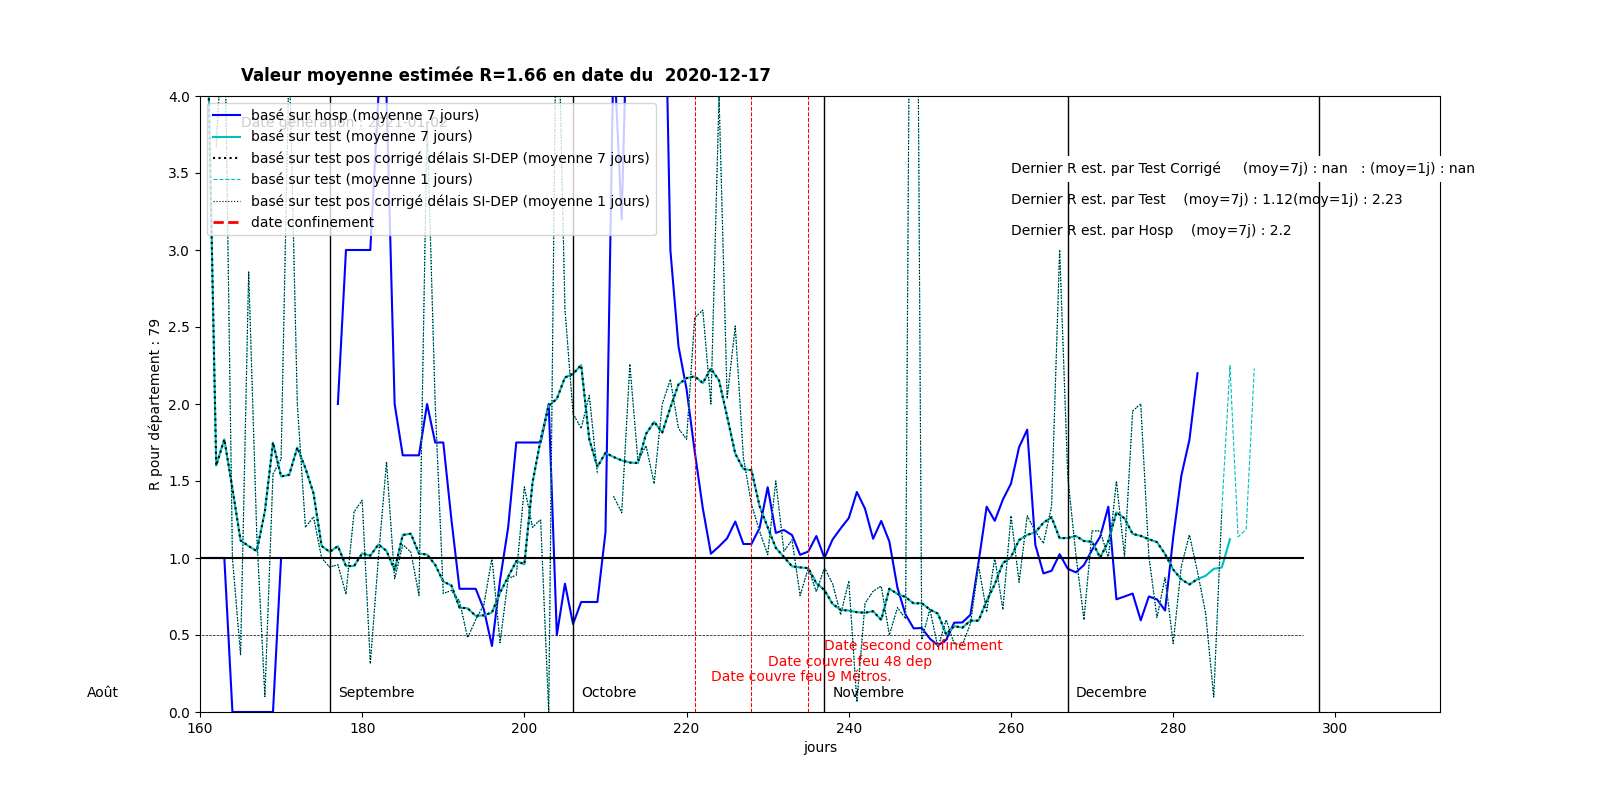 Valeur moyenne estimée R=1.66 en date du  2020-12-17
Date génération : 2021-01-02
basé sur hosp (moyenne 7 jours)
basé sur test (moyenne 7 jours)
basé sur test pos corrigé délais SI-DEP (moyenne 7 jours)
basé sur test (moyenne 1 jours)
basé sur test pos corrigé délais SI-DEP (moyenne 1 jours)
date confinement
Dernier R est. par Test Corrigé     (moy=7j) : nan   : (moy=1j) : nan
Dernier R est. par Test    (moy=7j) : 1.12(moy=1j) : 2.23
Dernier R est. par Hosp    (moy=7j) : 2.2
4.0
3.5
3.0
2.5
2.0
1.5
1.0
0.5
0.0
R pour département : 79
Date second confinement
Date couvre feu 48 dep
Date couvre feu 9 Métros.
Août
Septembre
Octobre
Novembre
Decembre
160
180
200
220
240
260
280
300
jours